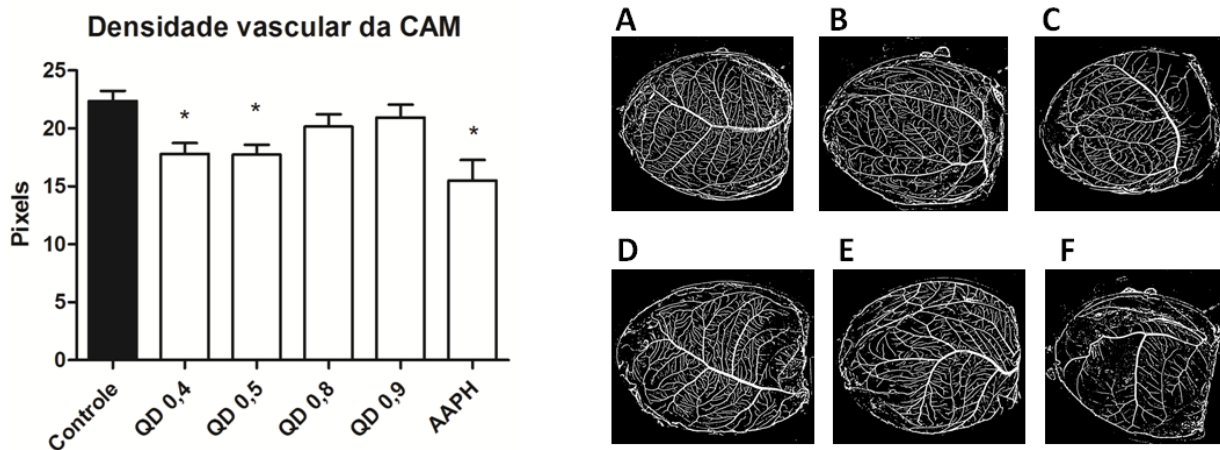 Densidade vascular da CAM
Pixels
25
20
15
10
5
0
*
*
*
Controle
QD 0,4
QD 0,5
QD 0,8
QD 0,9
AAPH
A
B
C
D
E
F